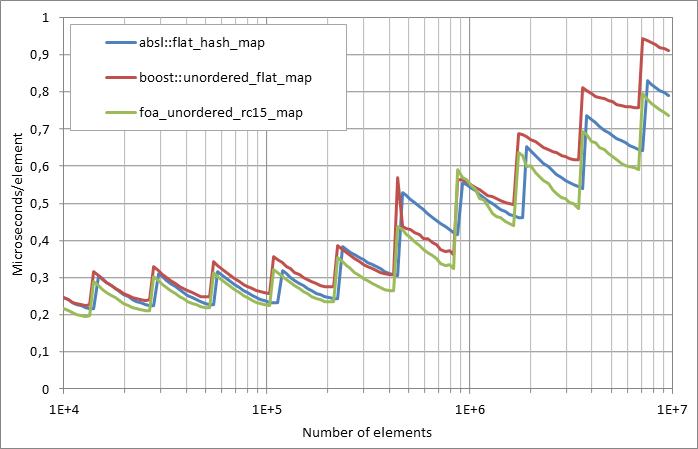 1
0,9
0,8
0,7
0,6
0,5
0,4
0,3
0,2
0,1
0
Microseconds/element
absl::flat_hash_map
boost::unordered_flat_map
foa_unordered_rc15_map
1E+4 1E+5 1E+6 1E+7
Number of elements